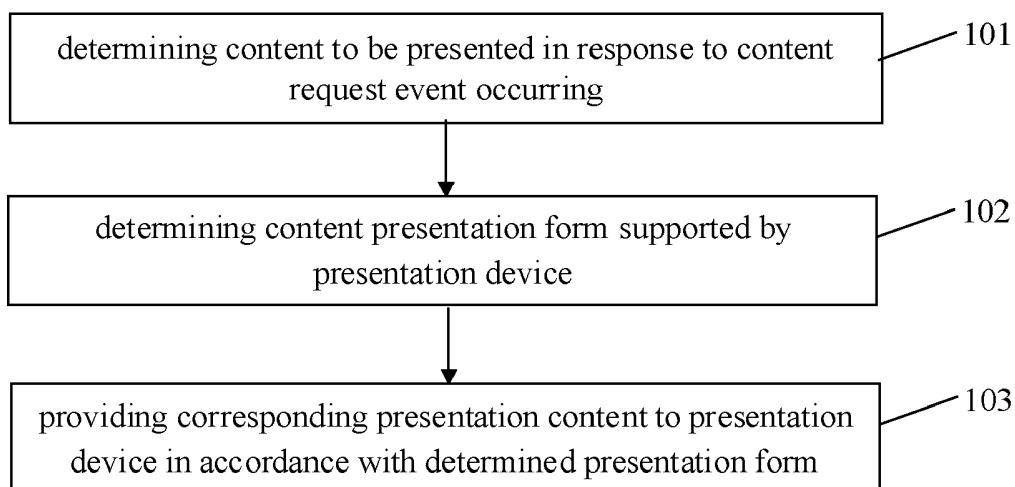 determining content to be presented in response to content
request event occurring
101
determining content presentation form supported by
presentation device
102
providing corresponding presentation content to presentation
device in accordance with determined presentation form
103